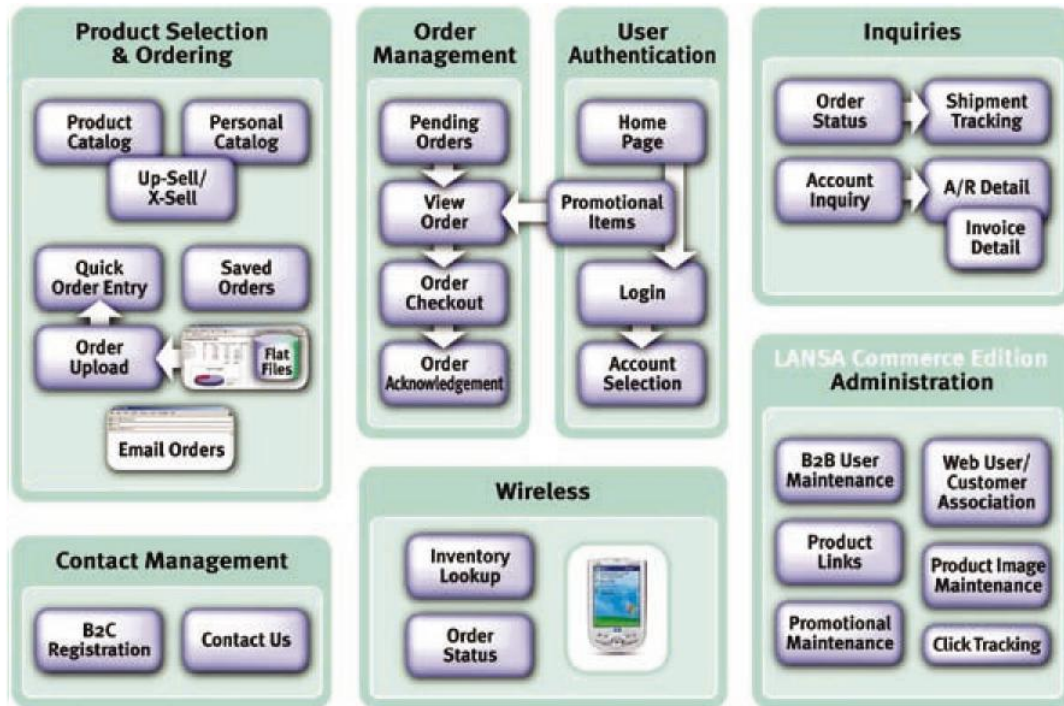 Product Selection
& Ordering
Product
Catalog
Personal
Catalog
Up-Sell/
X-Sell
Quick
Order Entry
Saved
Orders
Order
Upload
Flat
Files
Email Orders
Order
Management
Pending
Orders
View
Order
Order
Checkout
Order
Acknowledgement
User
Authentication
Home
Page
Promotional
Items
Login
Account
Selection
Inquiries
Order
Status
Shipment
Tracking
Account
Inquiry
A/R Detail
Invoice
Detail
Contact Management
B2C
Registration
Contact Us
Wireless
Inventory
Lookup
Order
Status
LANSA Commerce Edition
Administration
B2B User
Maintenance
Web User/
Customer
Association
Product
Links
Product Image
Maintenance
Promotional
Maintenance
Click Tracking